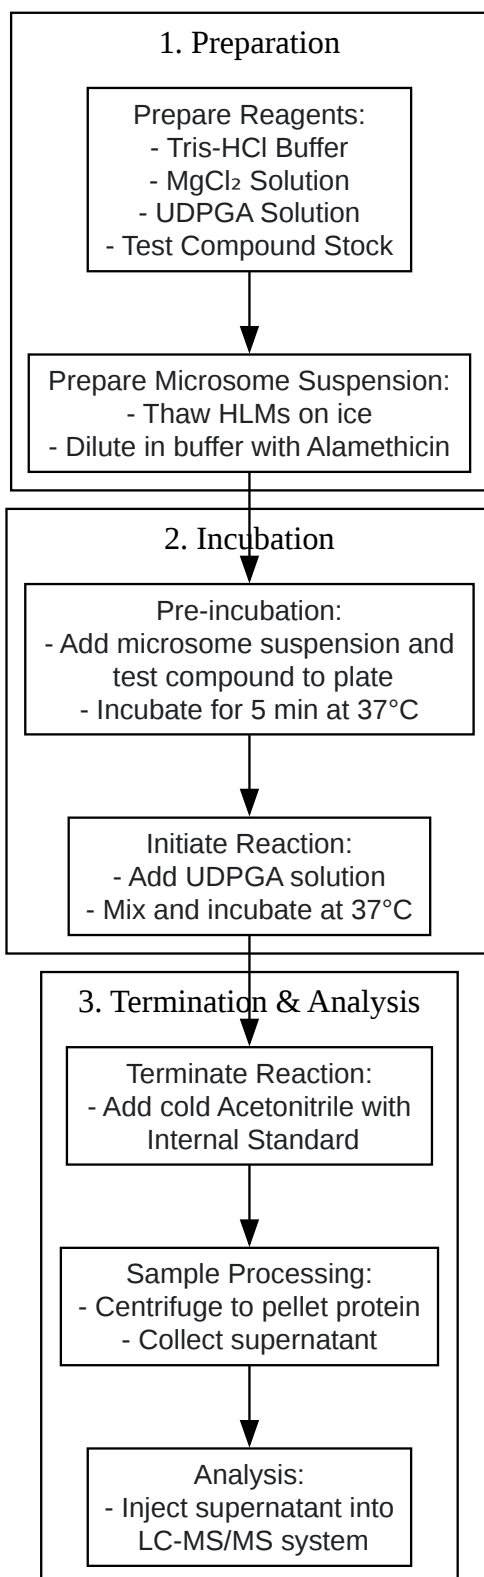 1. Preparation
Prepare Reagents:
- Tris-HCl Buffer
- MgCl₂ Solution
- UDPGA Solution
- Test Compound Stock
Prepare Microsome Suspension:
- Thaw HLMs on ice
- Dilute in buffer with Alamethicin
2. Incubation
Pre-incubation:
- Add microsome suspension and
test compound to plate
- Incubate for 5 min at 37°C
Initiate Reaction:
- Add UDPGA solution
- Mix and incubate at 37°C
3. Termination & Analysis
Terminate Reaction:
- Add cold Acetonitrile with
Internal Standard
Sample Processing:
- Centrifuge to pellet protein
- Collect supernatant
Analysis:
- Inject supernatant into
LC-MS/MS system